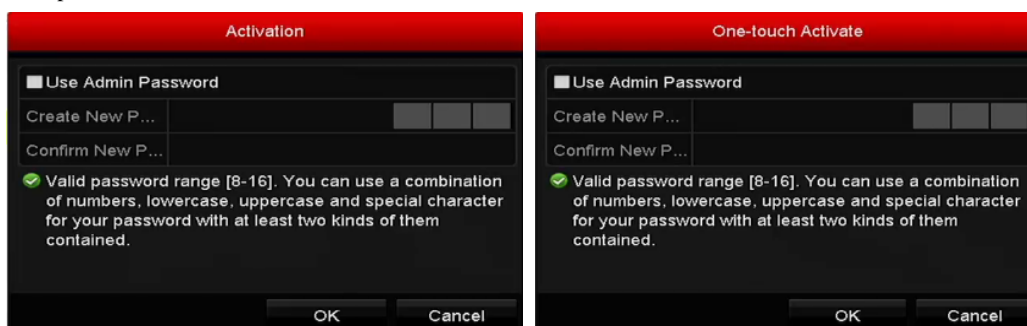 Activation
Use Admin Password
Create New P...
Confirm New P...
Valid password range [8-16]. You can use a combination
of numbers, lowercase, uppercase and special character
for your password with at least two kinds of them
contained.
OK Cancel
One-touch Activate
Use Admin Password
Create New P...
Confirm New P...
Valid password range [8-16]. You can use a combination
of numbers, lowercase, uppercase and special character
for your password with at least two kinds of them
contained.
OK Cancel